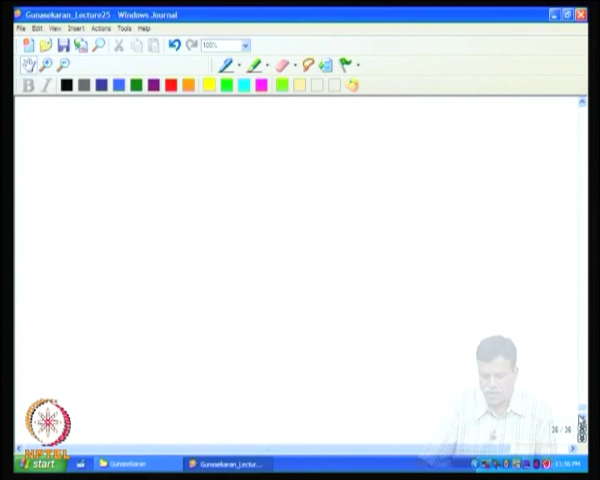 Gunasekaran_Lecture25 Windows Journal
File Edit View Insert Actions Tools Help
100%
B I
36 / 36
NPTEL
start Gunasekaran Gunasekaran_Lectur... 11:56 PM